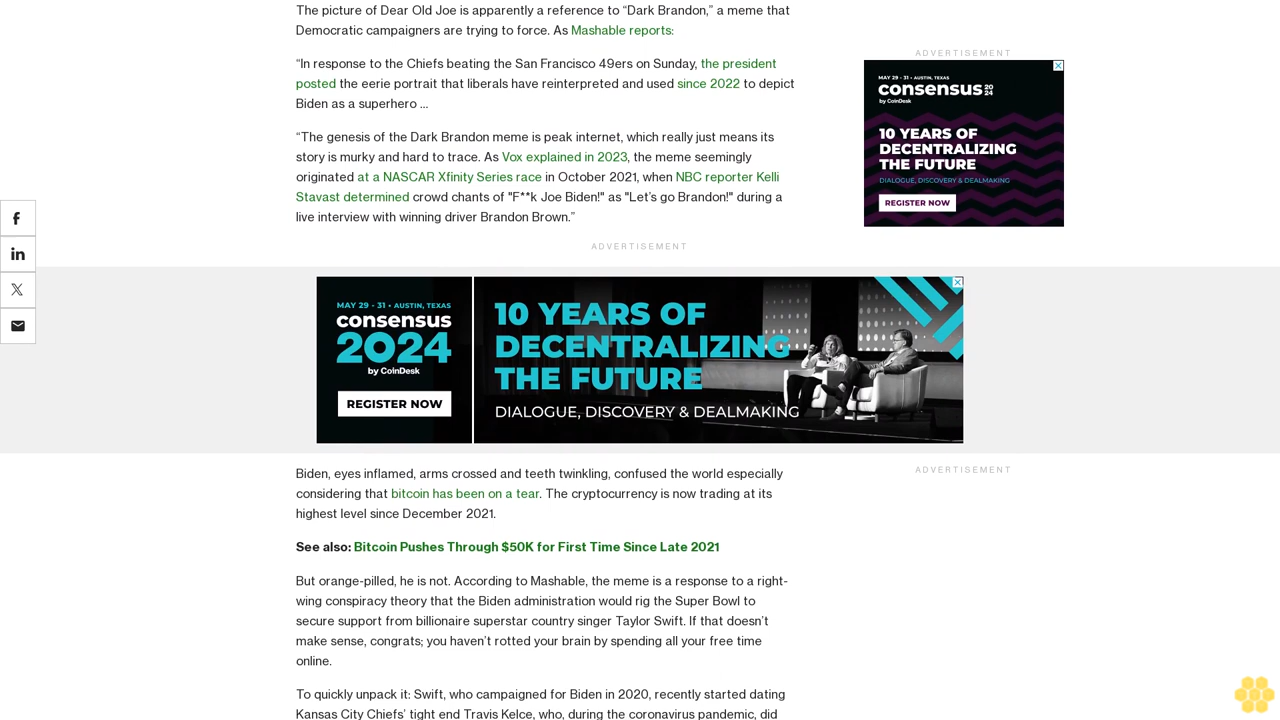 The picture of Dear Old Joe is apparently a reference to “Dark Brandon,” a meme that
Democratic campaigners are trying to force. As Mashable reports:
“In response to the Chiefs beating the San Francisco 49ers on Sunday, the president
posted the eerie portrait that liberals have reinterpreted and used since 2022 to depict
Biden as a superhero ...
“The genesis of the Dark Brandon meme is peak internet, which really just means its
story is murky and hard to trace. As Vox explained in 2023, the meme seemingly
originated at a NASCAR Xfinity Series race in October 2021, when NBC reporter Kelli
Stavast determined crowd chants of "F**k Joe Biden!" as "Let’s go Brandon!" during a
live interview with winning driver Brandon Brown.”
ADVERTISEMENT
MAY 29 - 31 • AUSTIN, TEXAS
consensus 2024
by CoinDesk
10 YEARS OF
DECENTRALIZING
THE FUTURE
DIALOGUE, DISCOVERY & DEALMAKING
REGISTER NOW
ADVERTISEMENT
MAY 29 - 31 • AUSTIN, TEXAS
consensus
2024
by CoinDesk
REGISTER NOW
10 YEARS OF
DECENTRALIZING
THE FUTURE
DIALOGUE, DISCOVERY & DEALMAKING
Biden, eyes inflamed, arms crossed and teeth twinkling, confused the world especially
considering that bitcoin has been on a tear. The cryptocurrency is now trading at its
highest level since December 2021.
ADVERTISEMENT
See also: Bitcoin Pushes Through $50K for First Time Since Late 2021
But orange-pilled, he is not. According to Mashable, the meme is a response to a right-
wing conspiracy theory that the Biden administration would rig the Super Bowl to
secure support from billionaire superstar country singer Taylor Swift. If that doesn’t
make sense, congrats; you haven’t rotted your brain by spending all your free time
online.
To quickly unpack it: Swift, who campaigned for Biden in 2020, recently started dating
Kansas City Chiefs’ tight end Travis Kelce, who, during the coronavirus pandemic, did